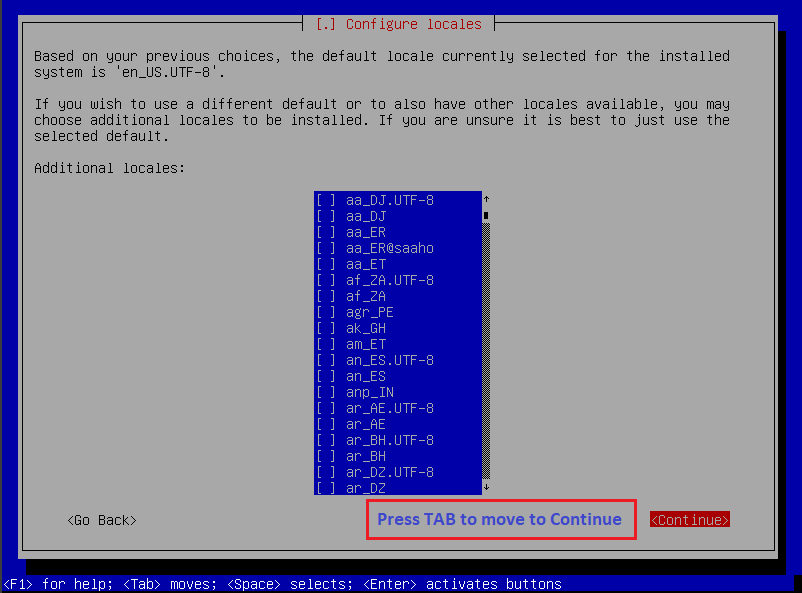 [.] Configure locales
Based on your previous choices, the default locale currently selected for the installed
system is 'en_US.UTF-8'.
If you wish to use a different default or to also have other locales available, you may
choose additional locales to be installed. If you are unsure it is best to just use the
selected default.
Additional locales:
[ ] aa_DJ.UTF-8
[ ] aa_DJ
[ ] aa_ER
[ ] aa_ER@saaho
[ ] aa_ET
[ ] af_ZA.UTF-8
[ ] af_ZA
[ ] agr_PE
[ ] ak_GH
[ ] am_ET
[ ] an_ES.UTF-8
[ ] an_ES
[ ] anp_IN
[ ] ar_AE.UTF-8
[ ] ar_AE
[ ] ar_BH.UTF-8
[ ] ar_BH
[ ] ar_DZ.UTF-8
[ ] ar_DZ
<Go Back> Press TAB to move to Continue <Continue>
<F1> for help; <Tab> moves; <Space> selects; <Enter> activates buttons